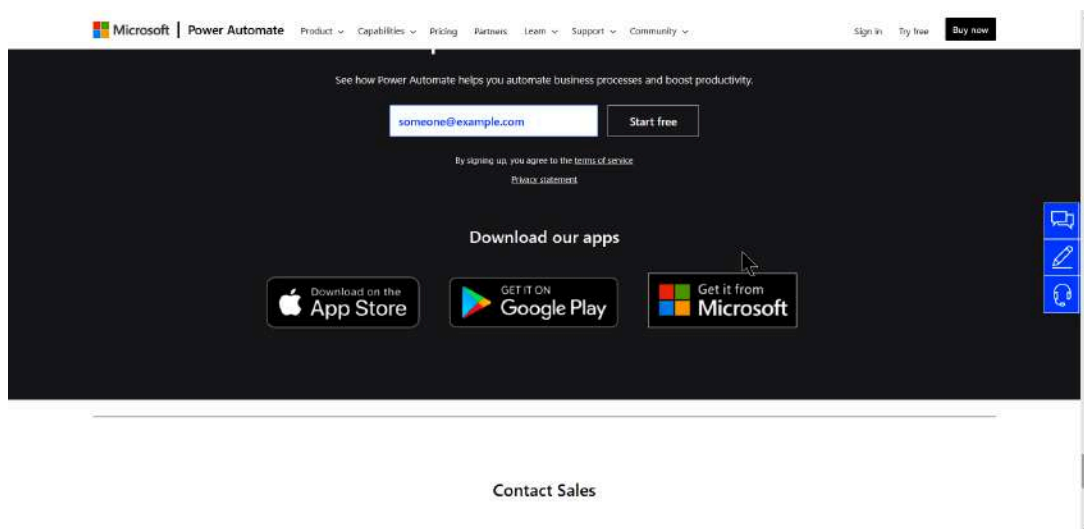 Microsoft | Power Automate Product Capabilities Pricing Partners Learn Support Community Sign in Try free Buy now
See how Power Automate helps you automate business processes and boost productivity.
someone@example.com Start free
By signing up, you agree to the terms of service
Privacy statement
Download our apps
Download on the
App Store
GET IT ON
Google Play
Get it from
Microsoft
Contact Sales